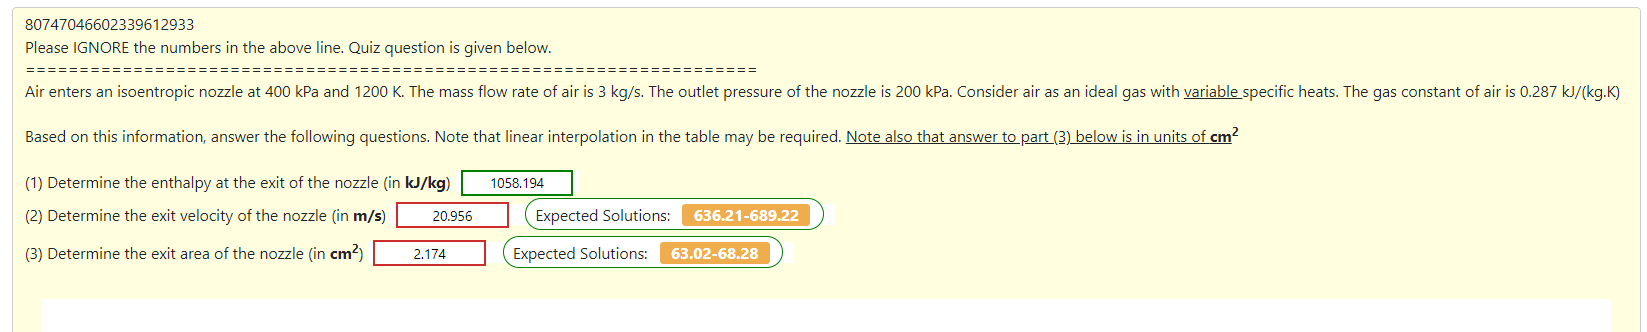 80747046602339612933
Please IGNORE the numbers in the above line. Quiz question is given below.
====================================================================
Air enters an isoentropic nozzle at 400 kPa and 1200 K. The mass flow rate of air is 3 kg/s. The outlet pressure of the nozzle is 200 kPa. Consider air as an ideal gas with variable specific heats. The gas constant of air is 0.287 kJ/(kg.K)
Based on this information, answer the following questions. Note that linear interpolation in the table may be required. Note also that answer to part (3) below is in units of cm²
(1) Determine the enthalpy at the exit of the nozzle (in kJ/kg) 1058.194
(2) Determine the exit velocity of the nozzle (in m/s) 20.956 Expected Solutions: 636.21-689.22
(3) Determine the exit area of the nozzle (in cm²) 2.174 Expected Solutions: 63.02-68.28